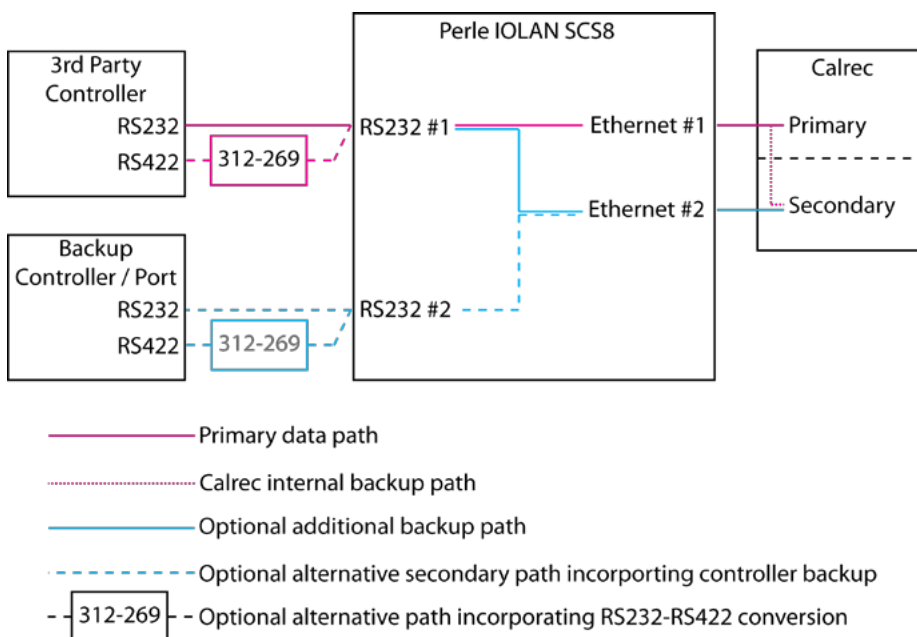 Perle IOLAN SCS8
3rd Party
Controller
RS232
RS422
312-269
RS232 #1
Ethernet #1
Ethernet #2
Calrec
Primary
Secondary
Backup
Controller / Port
RS232
RS422
312-269
RS232 #2
Primary data path
Calrec internal backup path
Optional additional backup path
Optional alternative secondary path incorporting controller backup
312-269
Optional alternative path incorporating RS232-RS422 conversion